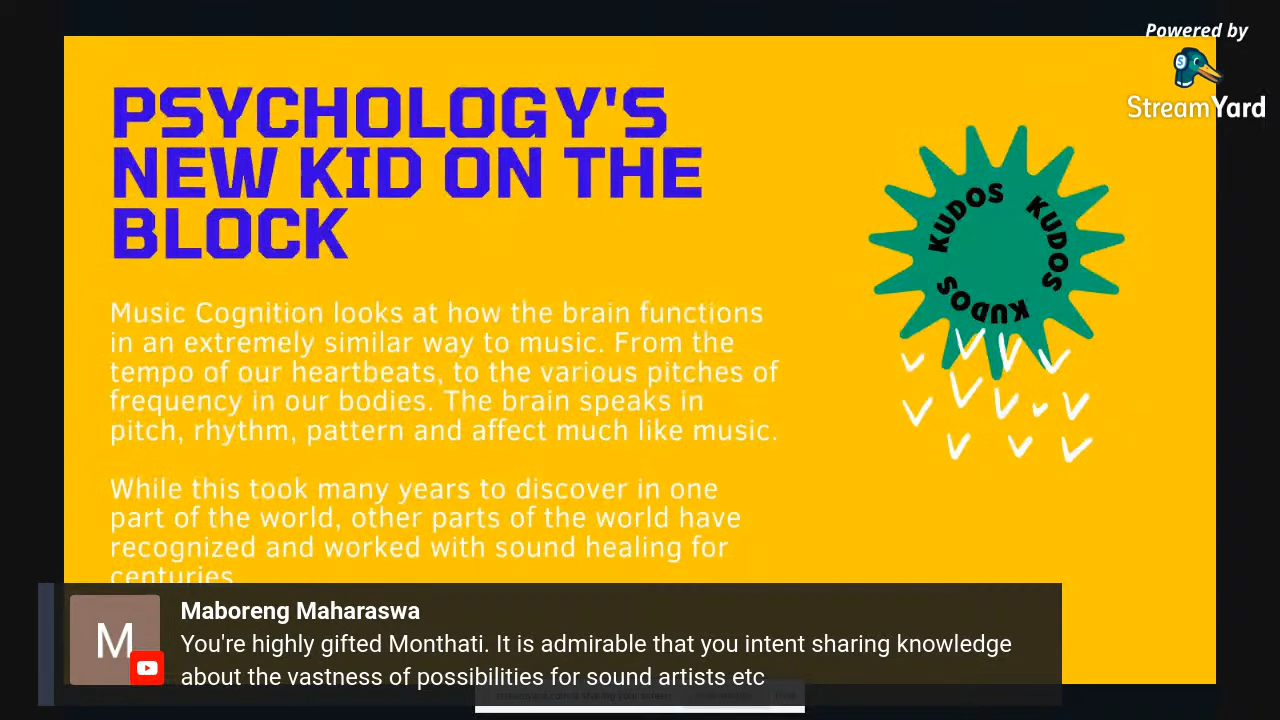 Powered by
StreamYard
PSYCHOLOGY'S
NEW KID ON THE
BLOCK
KUDOS KUDOS KUDOS
Music Cognition looks at how the brain functions
in an extremely similar way to music. From the
tempo of our heartbeats, to the various pitches of
frequency in our bodies. The brain speaks in
pitch, rhythm, pattern and affect much like music.
While this took many years to discover in one
part of the world, other parts of the world have
recognized and worked with sound healing for
centuries.
M
Maboreng Maharaswa
You're highly gifted Monthati. It is admirable that you intent sharing knowledge
about the vastness of possibilities for sound artists etc